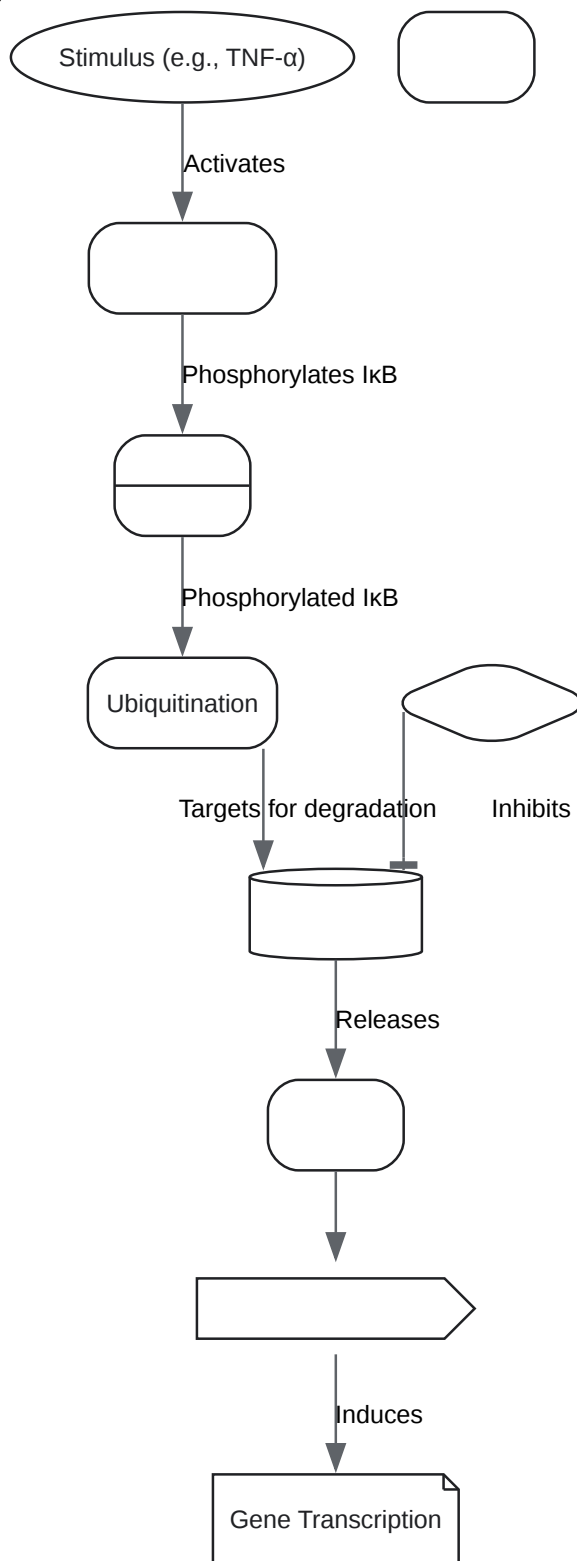 Stimulus (e.g., TNF-α)
Activates
Phosphorylates IκB
Phosphorylated IκB
Ubiquitination
Targets for degradation
Inhibits
Releases
Induces
Gene Transcription